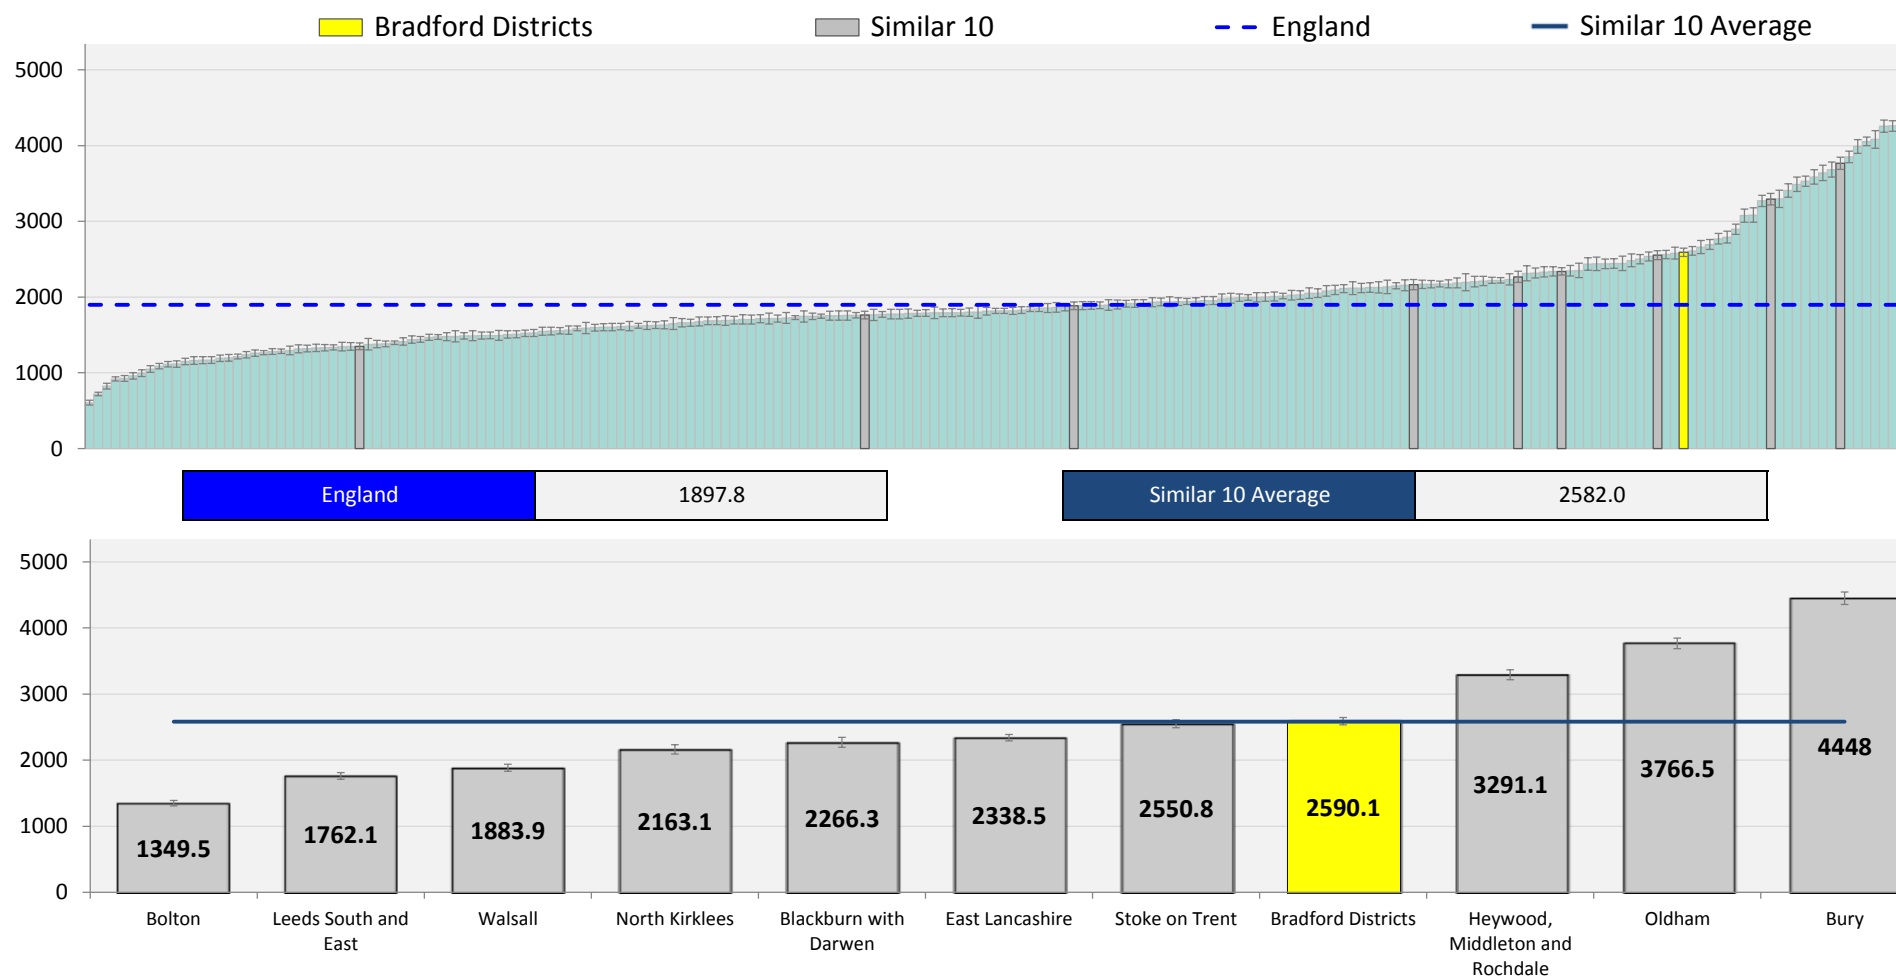 Bradford Districts
Similar 10
England
Similar 10 Average
5000
4000
3000
2000
1000
0
England
1897.8
Similar 10 Average
2582.0
5000
4000
3000
2000
1000
0
1349.5
1762.1
1883.9
2163.1
2266.3
2338.5
2550.8
2590.1
3291.1
3766.5
4448
Bolton
Leeds South and
East
Walsall
North Kirklees
Blackburn with
Darwen
East Lancashire
Stoke on Trent
Bradford Districts
Heywood,
Middleton and
Rochdale
Oldham
Bury